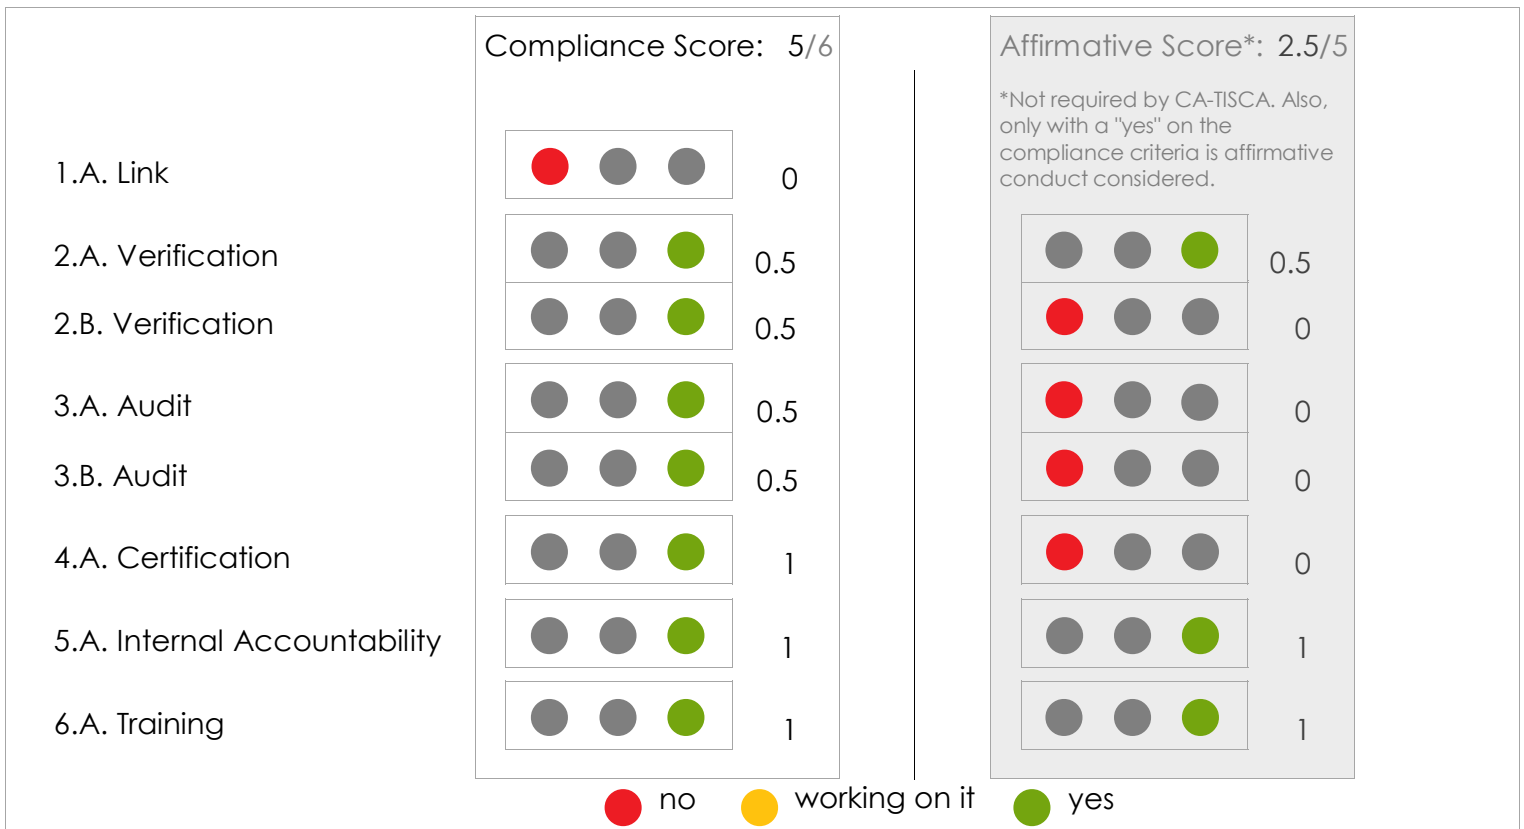 Compliance Score: 5/6
Affirmative Score*: 2.5/5
*Not required by CA-TISCA. Also,
only with a "yes" on the
compliance criteria is affirmative
conduct considered.
1.A. Link 0
2.A. Verification 0.5 0.5
2.B. Verification 0.5 0
3.A. Audit 0.5 0
3.B. Audit 0.5 0
4.A. Certification 1 0
5.A. Internal Accountability 1 1
6.A. Training 1 1
no working on it yes